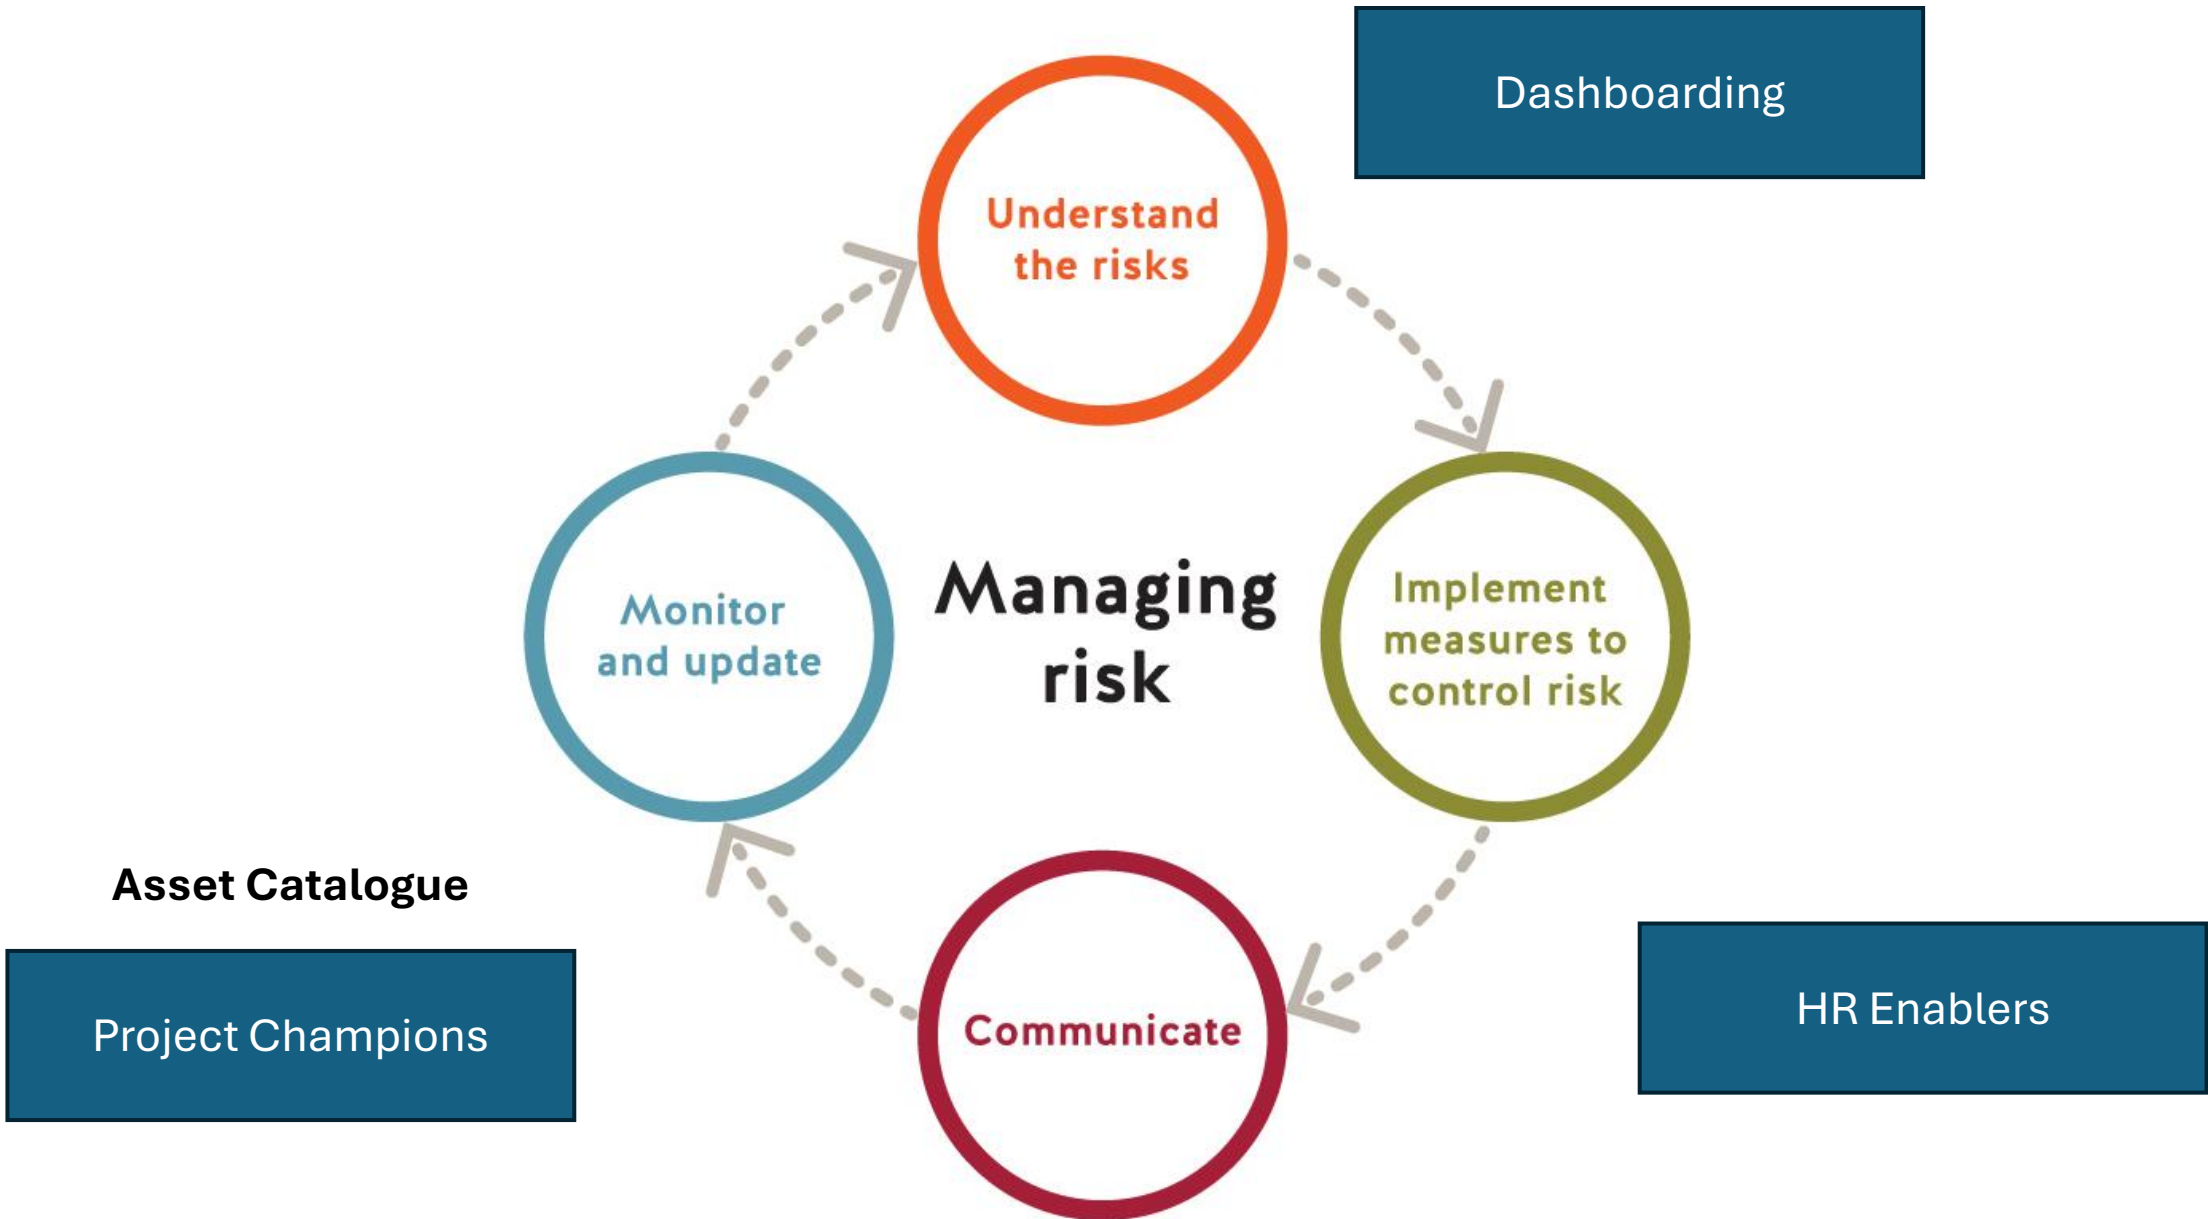 Dashboarding
Understand
the risks
Managing
risk
Implement
measures to
control risk
Monitor
and update
Asset Catalogue
Project Champions
HR Enablers
Communicate